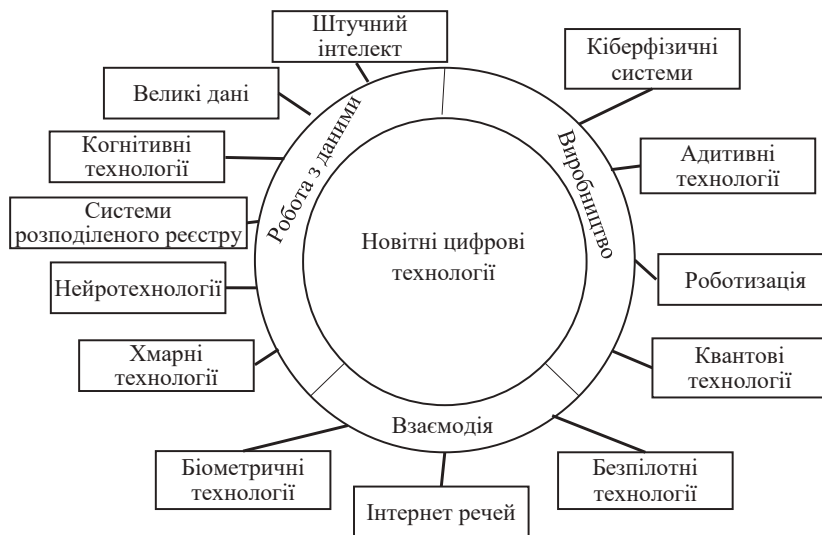 Штучний
інтелект
Великі дані
Когнітивні
технології
Системи
розподіленого реєстру
Нейротехнології
Хмарні
технології
Робота з даними
Новітні цифрові
технології
Виробництво
Кіберфізичні
системи
Адитивні
технології
Роботизація
Квантові
технології
Взаємодія
Біометричні
технології
Інтернет речей
Безпілотні
технології